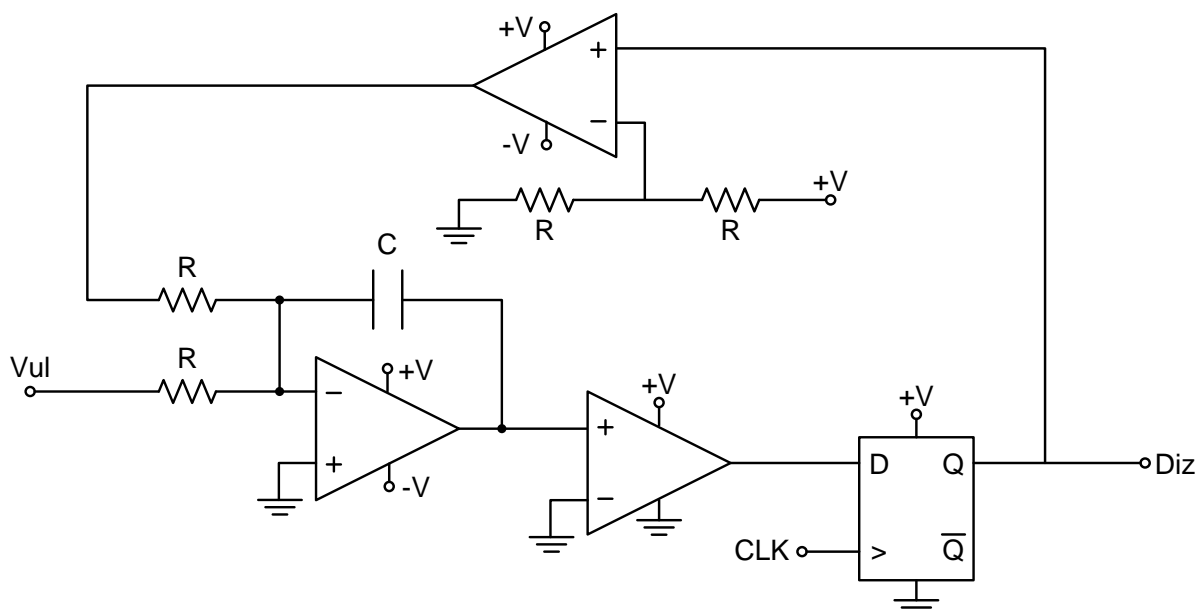 +V
+
−
-V
+V
R
R
C
R
R
Vul
+V
−
+
-V
+V
+
−
+V
D
Q
Diz
CLK
>
Q̅